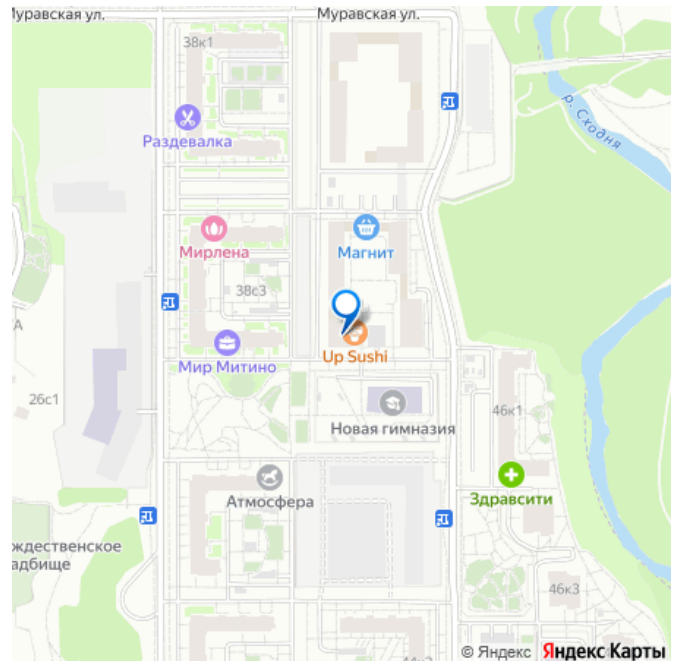 Муравская ул.
Муравская ул.
38к1
р. Сходня
Раздевалка
Мирлена
Магнит
38с3
Up Sushi
Мир Митино
26с1
46к1
Новая гимназия
Атмосфера
Здравсити
ждественское
адбище
46к3
© Яндекс Яндекс Карты